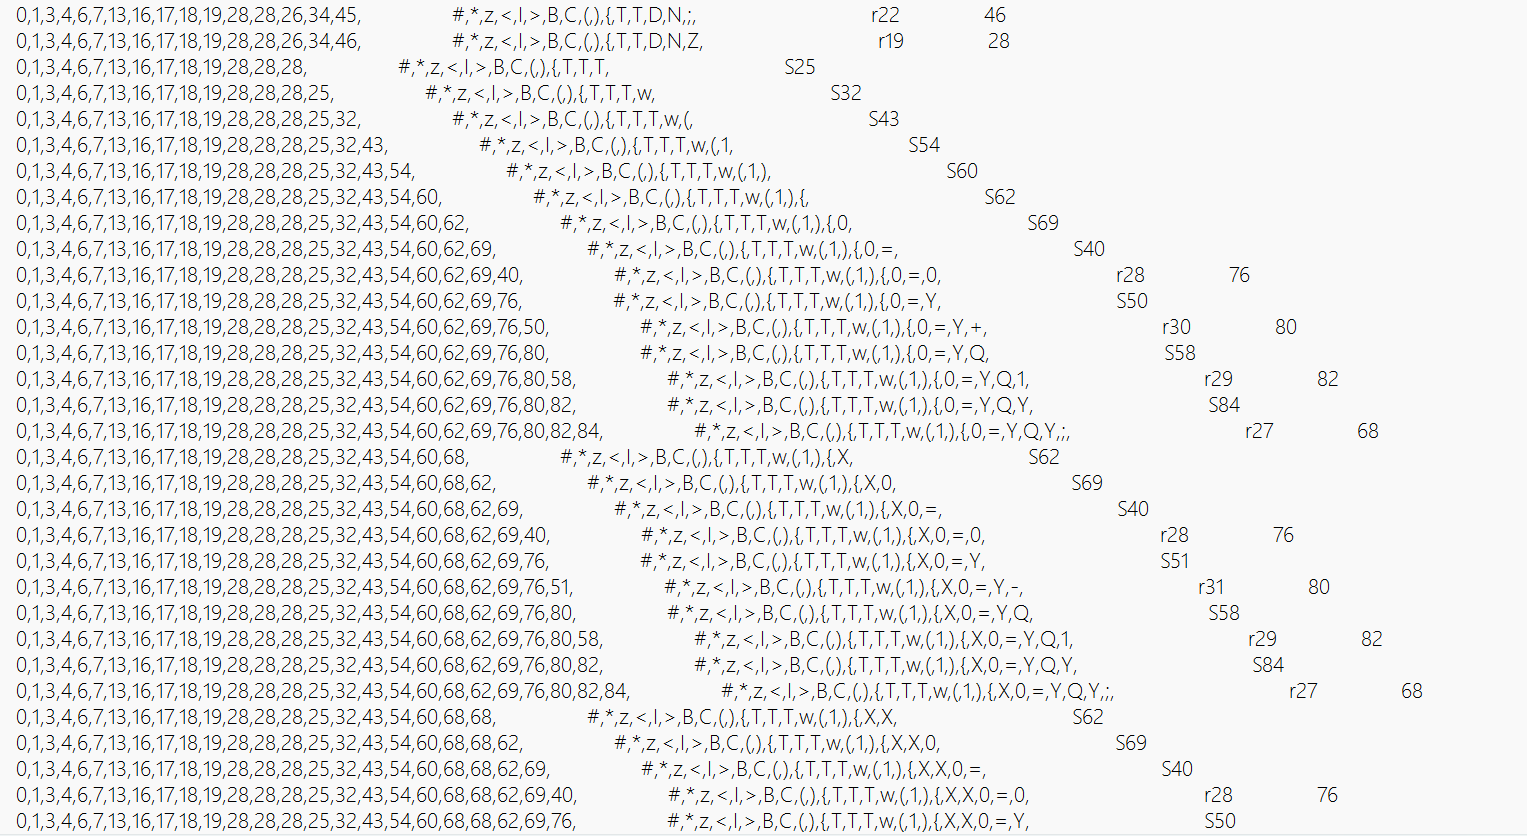 0,1,3,4,6,7,13,16,17,18,19,28,28,26,34,45, #,*,z,<,I,>,B,C,(,),{,T,T,D,N,;, r22 46
0,1,3,4,6,7,13,16,17,18,19,28,28,26,34,46, #,*,z,<,I,>,B,C,(,),{,T,T,D,N,Z, r19 28
0,1,3,4,6,7,13,16,17,18,19,28,28,28, #,*,z,<,I,>,B,C,(,),{,T,T,T, S25
0,1,3,4,6,7,13,16,17,18,19,28,28,28,25, #,*,z,<,I,>,B,C,(,),{,T,T,T,w, S32
0,1,3,4,6,7,13,16,17,18,19,28,28,28,25,32, #,*,z,<,I,>,B,C,(,),{,T,T,T,w,(, S43
0,1,3,4,6,7,13,16,17,18,19,28,28,28,25,32,43, #,*,z,<,I,>,B,C,(,),{,T,T,T,w,(,1, S54
0,1,3,4,6,7,13,16,17,18,19,28,28,28,25,32,43,54, #,*,z,<,I,>,B,C,(,),{,T,T,T,w,(,1,), S60
0,1,3,4,6,7,13,16,17,18,19,28,28,28,25,32,43,54,60, #,*,z,<,I,>,B,C,(,),{,T,T,T,w,(,1,),{, S62
0,1,3,4,6,7,13,16,17,18,19,28,28,28,25,32,43,54,60,62, #,*,z,<,I,>,B,C,(,),{,T,T,T,w,(,1,),{,0, S69
0,1,3,4,6,7,13,16,17,18,19,28,28,28,25,32,43,54,60,62,69, #,*,z,<,I,>,B,C,(,),{,T,T,T,w,(,1,),{,0,=, S40
0,1,3,4,6,7,13,16,17,18,19,28,28,28,25,32,43,54,60,62,69,40, #,*,z,<,I,>,B,C,(,),{,T,T,T,w,(,1,),{,0,=,0, r28 76
0,1,3,4,6,7,13,16,17,18,19,28,28,28,25,32,43,54,60,62,69,76, #,*,z,<,I,>,B,C,(,),{,T,T,T,w,(,1,),{,0,=,Y, S50
0,1,3,4,6,7,13,16,17,18,19,28,28,28,25,32,43,54,60,62,69,76,50, #,*,z,<,I,>,B,C,(,),{,T,T,T,w,(,1,),{,0,=,Y,+, r30 80
0,1,3,4,6,7,13,16,17,18,19,28,28,28,25,32,43,54,60,62,69,76,80, #,*,z,<,I,>,B,C,(,),{,T,T,T,w,(,1,),{,0,=,Y,Q, S58
0,1,3,4,6,7,13,16,17,18,19,28,28,28,25,32,43,54,60,62,69,76,80,58, #,*,z,<,I,>,B,C,(,),{,T,T,T,w,(,1,),{,0,=,Y,Q,1, r29 82
0,1,3,4,6,7,13,16,17,18,19,28,28,28,25,32,43,54,60,62,69,76,80,82, #,*,z,<,I,>,B,C,(,),{,T,T,T,w,(,1,),{,0,=,Y,Q,Y, S84
0,1,3,4,6,7,13,16,17,18,19,28,28,28,25,32,43,54,60,62,69,76,80,82,84, #,*,z,<,I,>,B,C,(,),{,T,T,T,w,(,1,),{,0,=,Y,Q,Y,;, r27 68
0,1,3,4,6,7,13,16,17,18,19,28,28,28,25,32,43,54,60,68, #,*,z,<,I,>,B,C,(,),{,T,T,T,w,(,1,),{,X, S62
0,1,3,4,6,7,13,16,17,18,19,28,28,28,25,32,43,54,60,68,62, #,*,z,<,I,>,B,C,(,),{,T,T,T,w,(,1,),{,X,0, S69
0,1,3,4,6,7,13,16,17,18,19,28,28,28,25,32,43,54,60,68,62,69, #,*,z,<,I,>,B,C,(,),{,T,T,T,w,(,1,),{,X,0,=, S40
0,1,3,4,6,7,13,16,17,18,19,28,28,28,25,32,43,54,60,68,62,69,40, #,*,z,<,I,>,B,C,(,),{,T,T,T,w,(,1,),{,X,0,=,0, r28 76
0,1,3,4,6,7,13,16,17,18,19,28,28,28,25,32,43,54,60,68,62,69,76, #,*,z,<,I,>,B,C,(,),{,T,T,T,w,(,1,),{,X,0,=,Y, S51
0,1,3,4,6,7,13,16,17,18,19,28,28,28,25,32,43,54,60,68,62,69,76,51, #,*,z,<,I,>,B,C,(,),{,T,T,T,w,(,1,),{,X,0,=,Y,-, r31 80
0,1,3,4,6,7,13,16,17,18,19,28,28,28,25,32,43,54,60,68,62,69,76,80, #,*,z,<,I,>,B,C,(,),{,T,T,T,w,(,1,),{,X,0,=,Y,Q, S58
0,1,3,4,6,7,13,16,17,18,19,28,28,28,25,32,43,54,60,68,62,69,76,80,58, #,*,z,<,I,>,B,C,(,),{,T,T,T,w,(,1,),{,X,0,=,Y,Q,1, r29 82
0,1,3,4,6,7,13,16,17,18,19,28,28,28,25,32,43,54,60,68,62,69,76,80,82, #,*,z,<,I,>,B,C,(,),{,T,T,T,w,(,1,),{,X,0,=,Y,Q,Y, S84
0,1,3,4,6,7,13,16,17,18,19,28,28,28,25,32,43,54,60,68,62,69,76,80,82,84, #,*,z,<,I,>,B,C,(,),{,T,T,T,w,(,1,),{,X,0,=,Y,Q,Y,;, r27 68
0,1,3,4,6,7,13,16,17,18,19,28,28,28,25,32,43,54,60,68,68, #,*,z,<,I,>,B,C,(,),{,T,T,T,w,(,1,),{,X,X, S62
0,1,3,4,6,7,13,16,17,18,19,28,28,28,25,32,43,54,60,68,68,62, #,*,z,<,I,>,B,C,(,),{,T,T,T,w,(,1,),{,X,X,0, S69
0,1,3,4,6,7,13,16,17,18,19,28,28,28,25,32,43,54,60,68,68,62,69, #,*,z,<,I,>,B,C,(,),{,T,T,T,w,(,1,),{,X,X,0,=, S40
0,1,3,4,6,7,13,16,17,18,19,28,28,28,25,32,43,54,60,68,68,62,69,40, #,*,z,<,I,>,B,C,(,),{,T,T,T,w,(,1,),{,X,X,0,=,0, r28 76
0,1,3,4,6,7,13,16,17,18,19,28,28,28,25,32,43,54,60,68,68,62,69,76, #,*,z,<,I,>,B,C,(,),{,T,T,T,w,(,1,),{,X,X,0,=,Y, S50